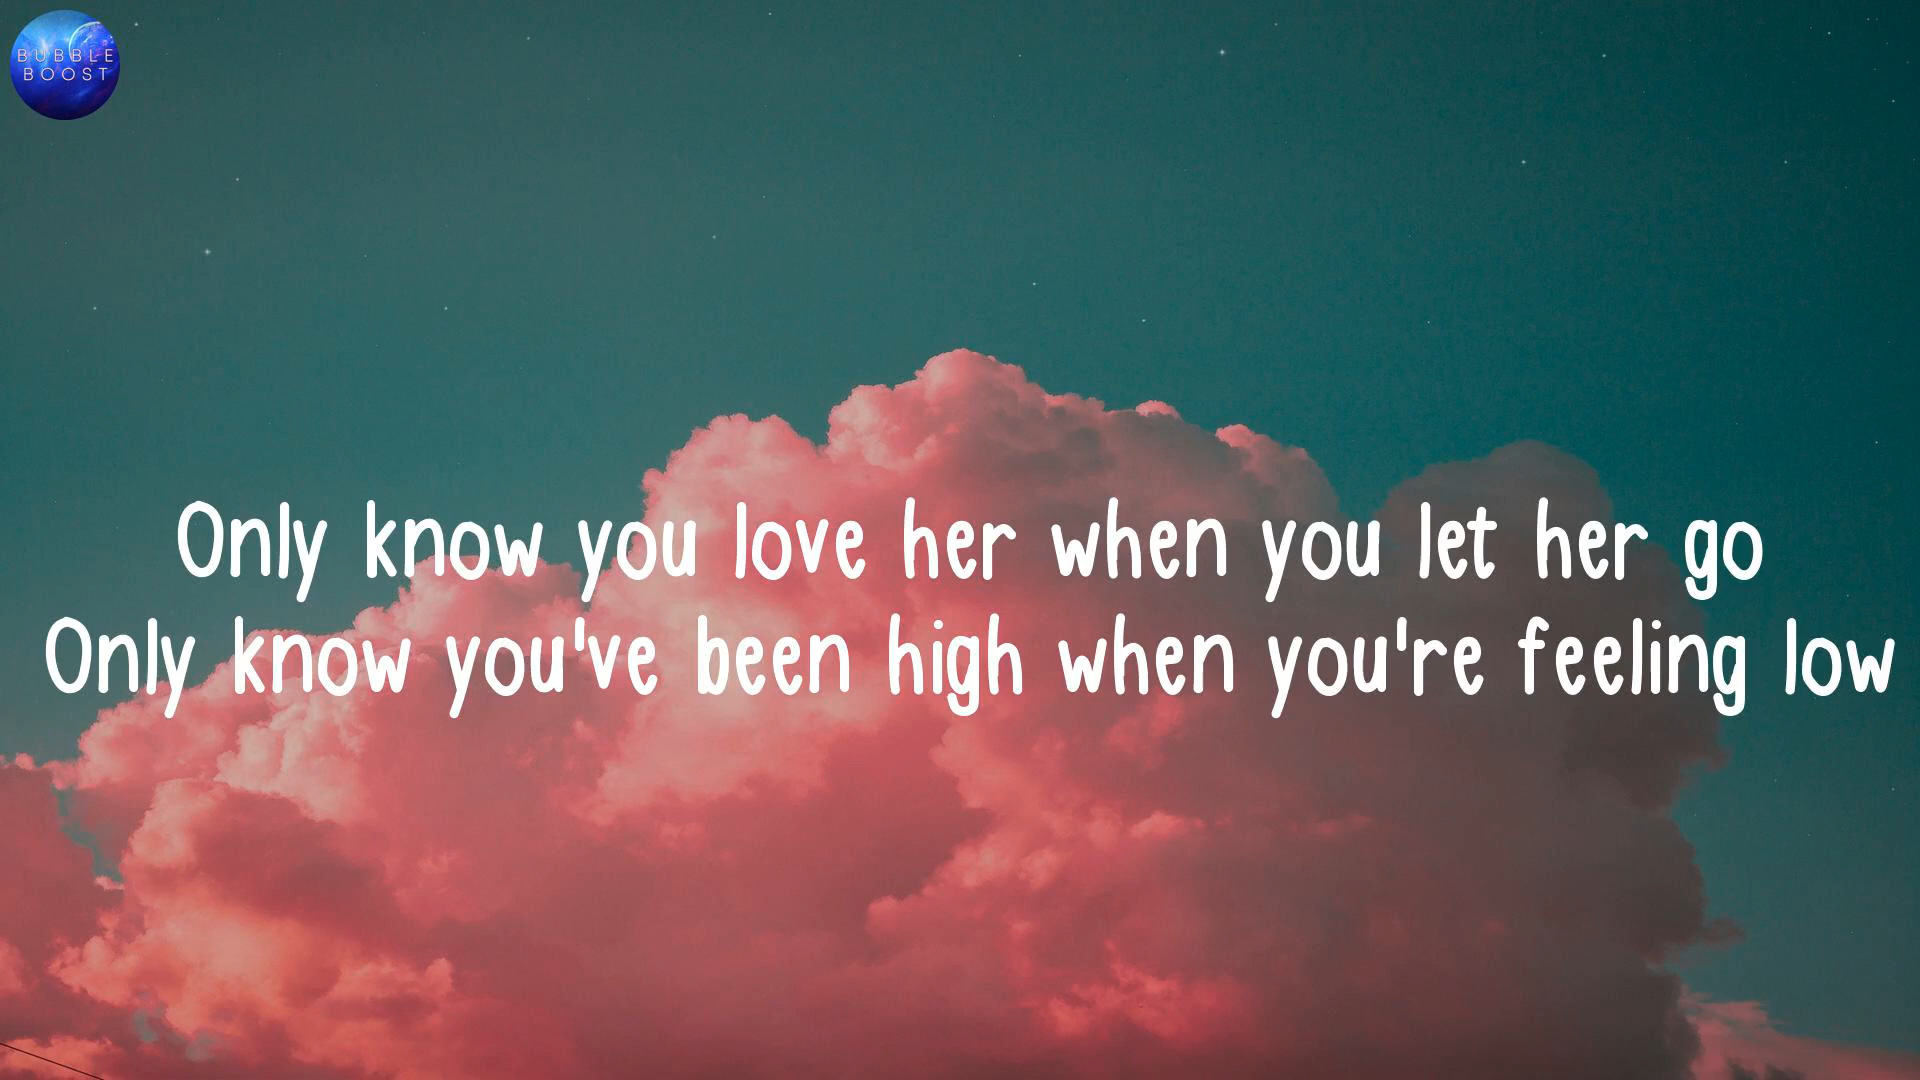 BUBBLE
BOOST
Only know you love her when you let her go
Only know you've been high when you're feeling low